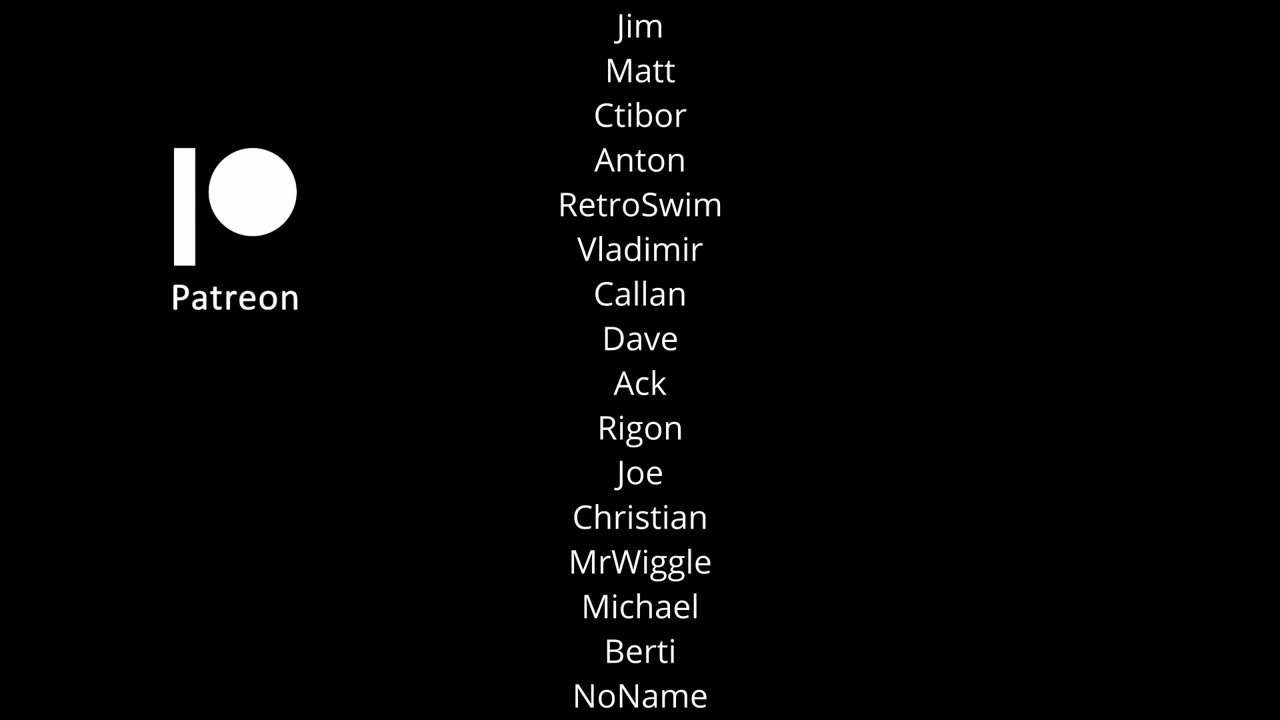 Patreon
Jim
Matt
Ctibor
Anton
RetroSwim
Vladimir
Callan
Dave
Ack
Rigon
Joe
Christian
MrWiggle
Michael
Berti
NoName